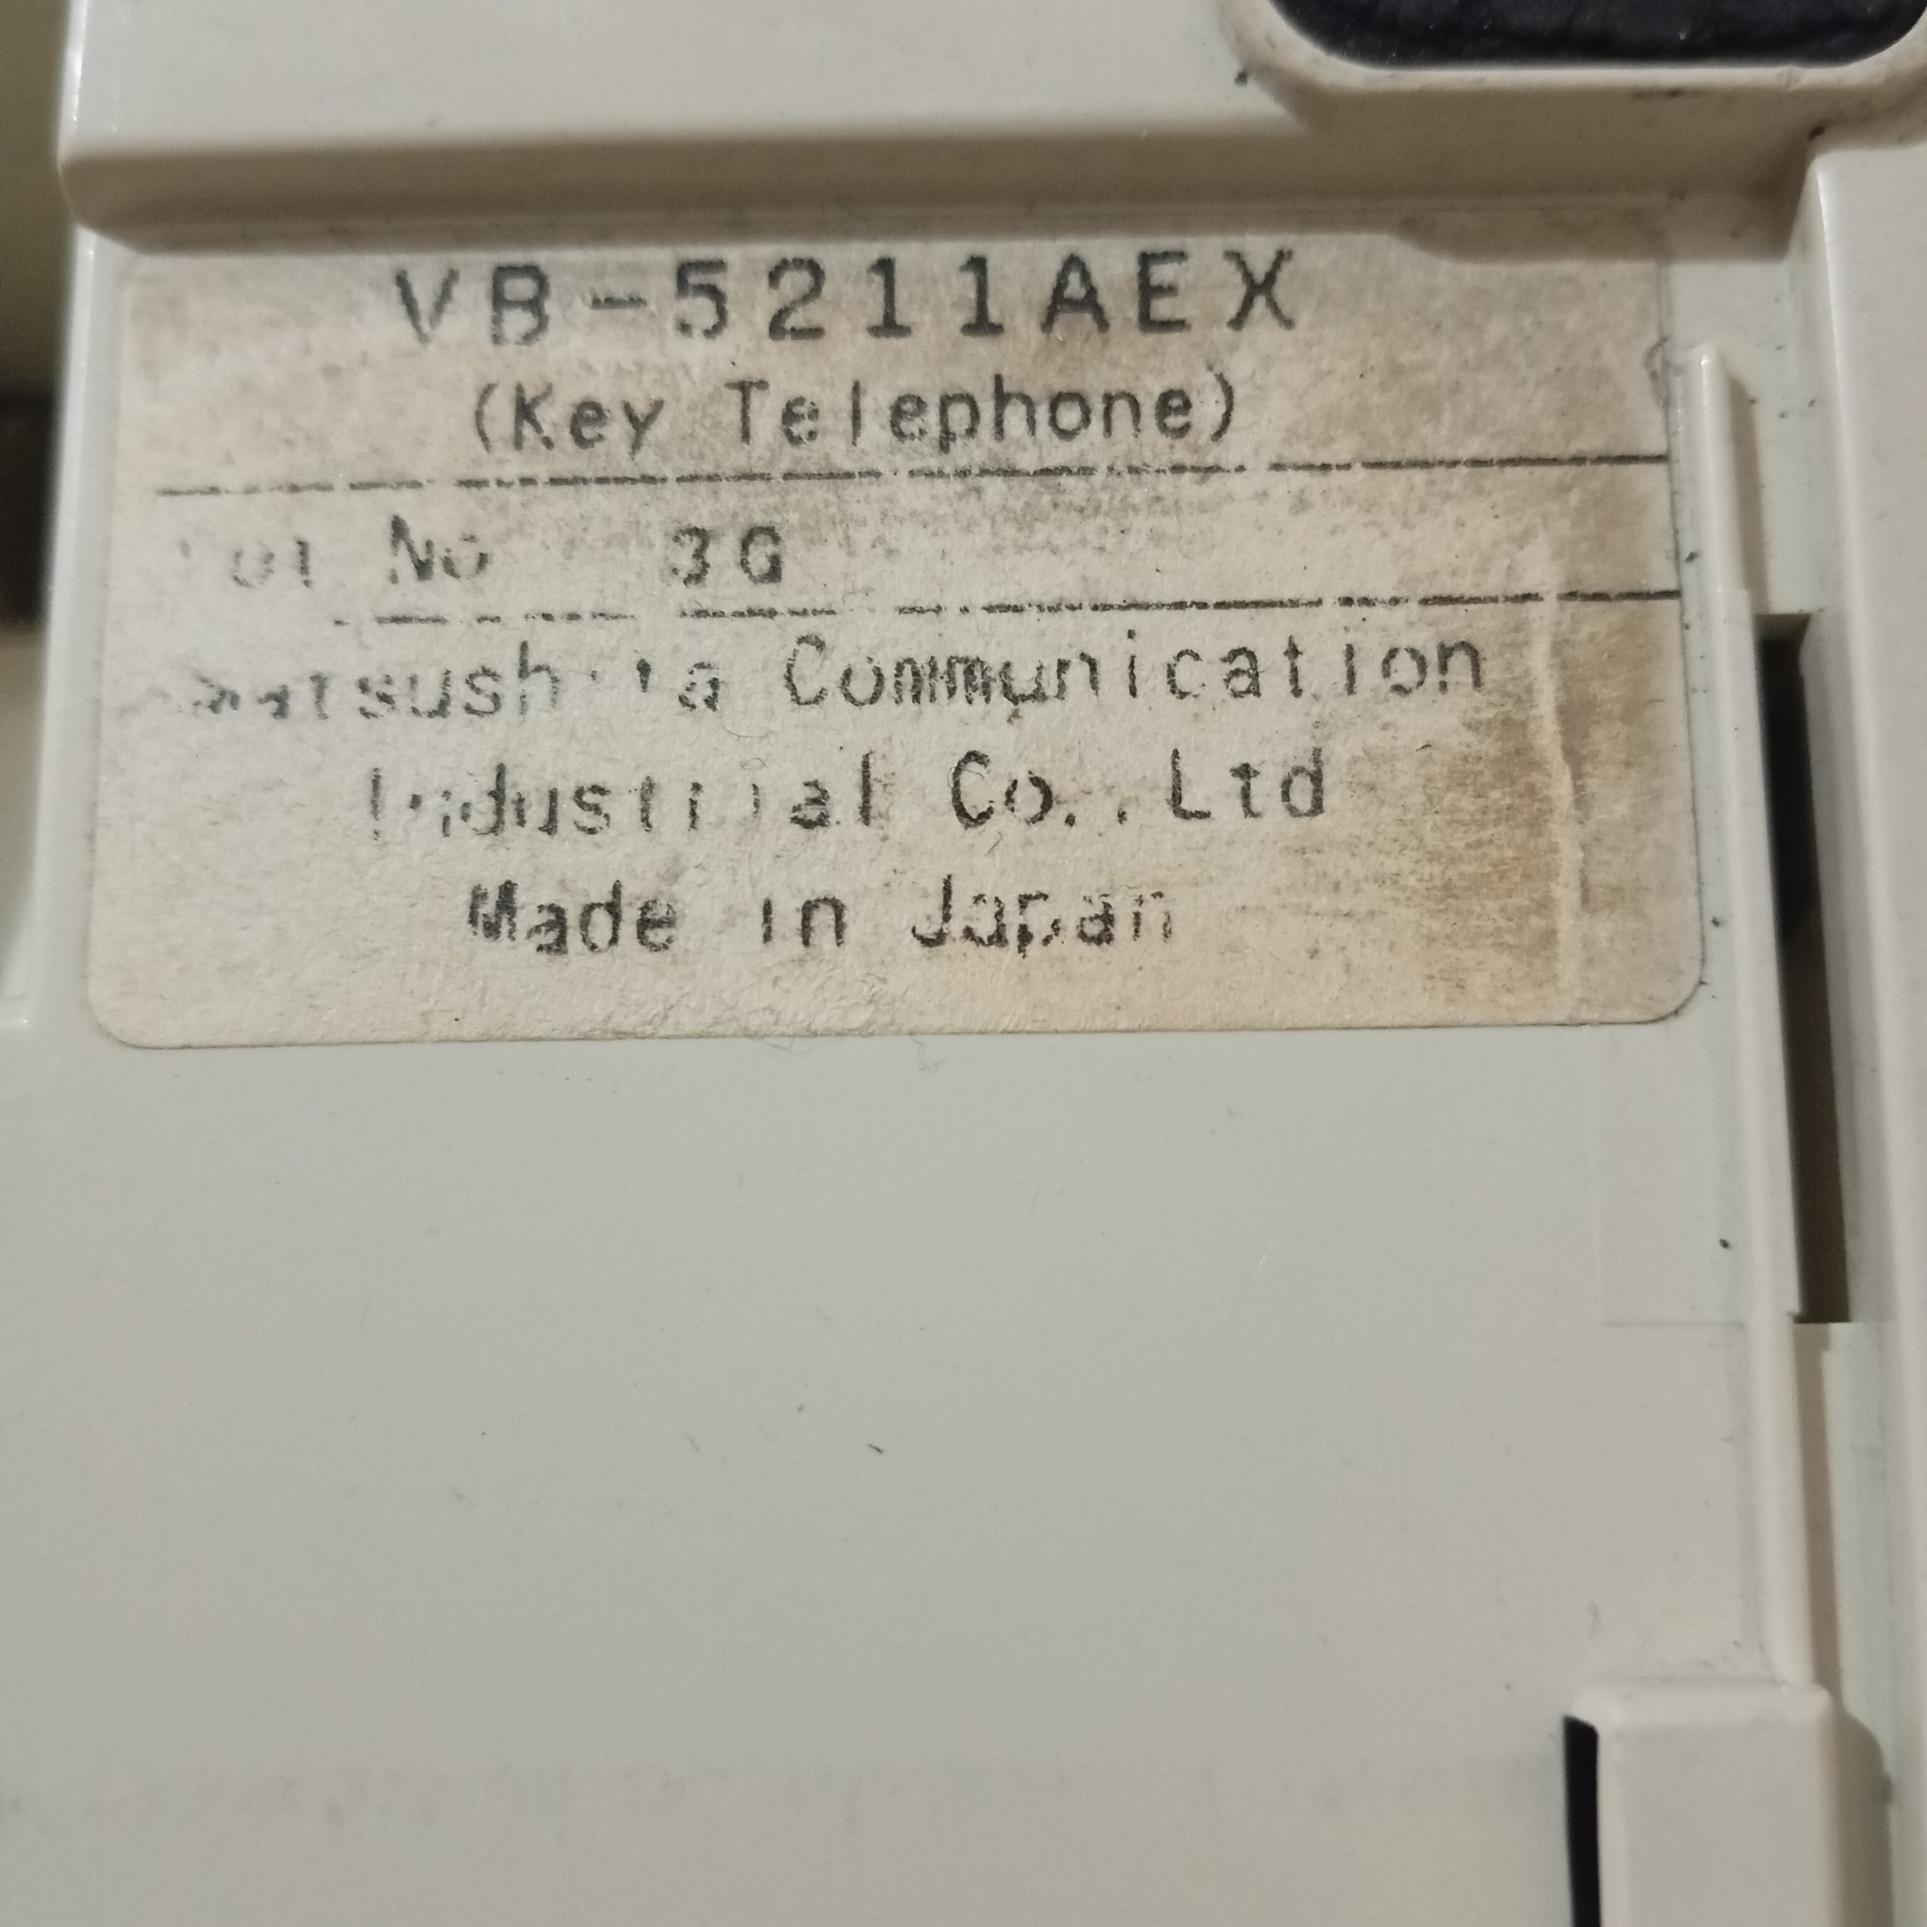 VB-5211AEX
(Key Telephone)
Lot No 3G
Matsushita Communication
Industrial Co., Ltd
Made in Japan